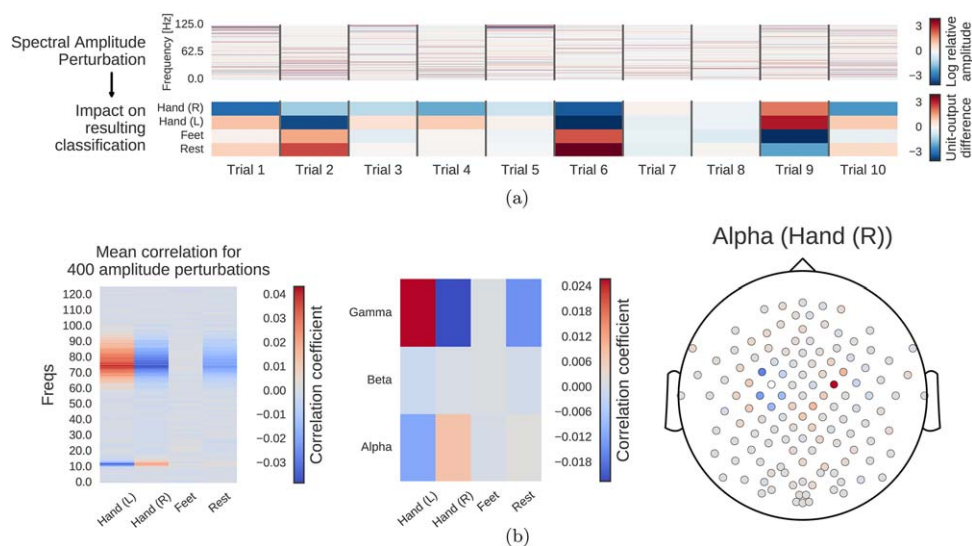 Spectral Amplitude
Perturbation
Impact on
resulting
classification
Frequency [Hz]
125.0
62.5
0.0
3
0
−3
Log relative
amplitude
Hand (R)
Hand (L)
Feet
Rest
3
0
−3
Unit-output
difference
Trial 1 Trial 2 Trial 3 Trial 4 Trial 5 Trial 6 Trial 7 Trial 8 Trial 9 Trial 10
(a)
Mean correlation for
400 amplitude perturbations
Freqs
120.0
110.0
100.0
90.0
80.0
70.0
60.0
50.0
40.0
30.0
20.0
10.0
0.0
Hand (L) Hand (R) Feet Rest
0.04
0.03
0.02
0.01
0.00
−0.01
−0.02
−0.03
Correlation coefficient
Gamma
Beta
Alpha
Hand (L) Hand (R) Feet Rest
0.024
0.018
0.012
0.006
0.000
−0.006
−0.012
−0.018
Correlation coefficient
Alpha (Hand (R))
(b)